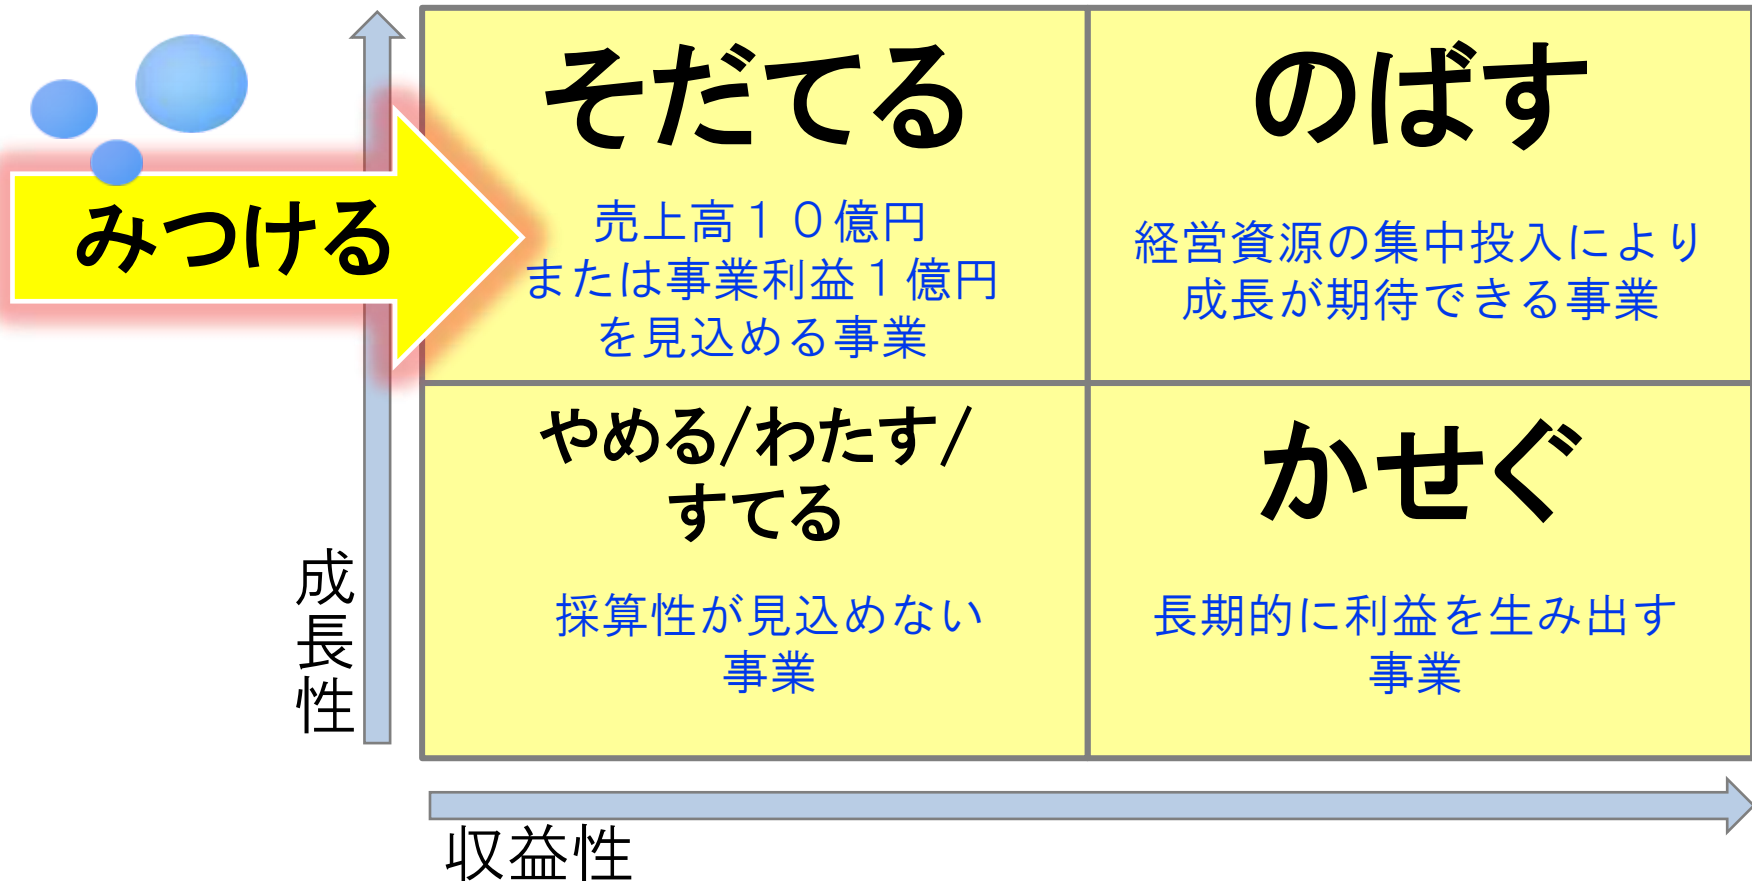 みつける
そだてる
売上高１０億円
または事業利益１億円
を見込める事業
のばす
経営資源の集中投入により
成長が期待できる事業
やめる/わたす/
すてる
採算性が見込めない
事業
かせぐ
長期的に利益を生み出す
事業
成長性
収益性